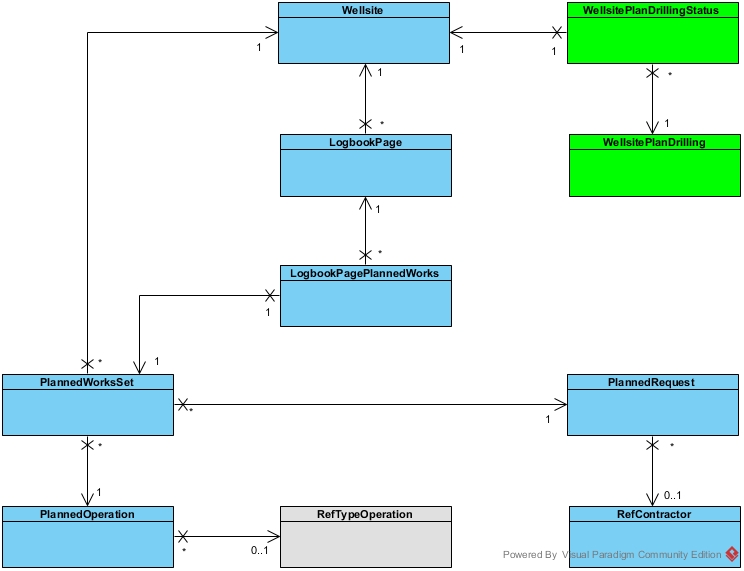 Wellsite
WellsitePlanDrillingStatus
1
1
1
*
1
*
1
LogbookPage
WellsitePlanDrilling
1
*
LogbookPagePlannedWorks
1
*
1
PlannedWorksSet
PlannedRequest
*
1
*
*
1
0..1
PlannedOperation
RefTypeOperation
RefContractor
*
0..1
Powered By Visual Paradigm Community Edition